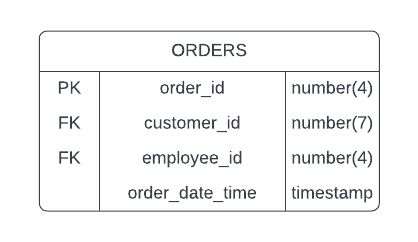 ORDERS
PK order_id number(4)
FK customer_id number(7)
FK employee_id number(4)
order_date_time timestamp